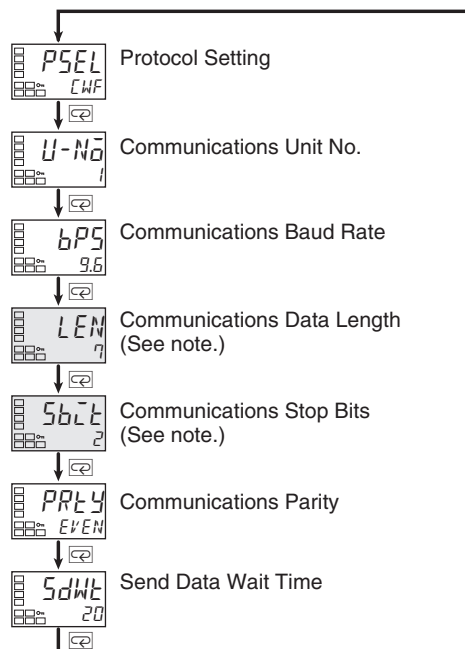 PSEL
CWF
Protocol Setting
U-No
1
Communications Unit No.
bPS
9.6
Communications Baud Rate
LEN
7
Communications Data Length
(See note.)
Sbit
2
Communications Stop Bits
(See note.)
PRtY
EVEN
Communications Parity
SdWt
20
Send Data Wait Time